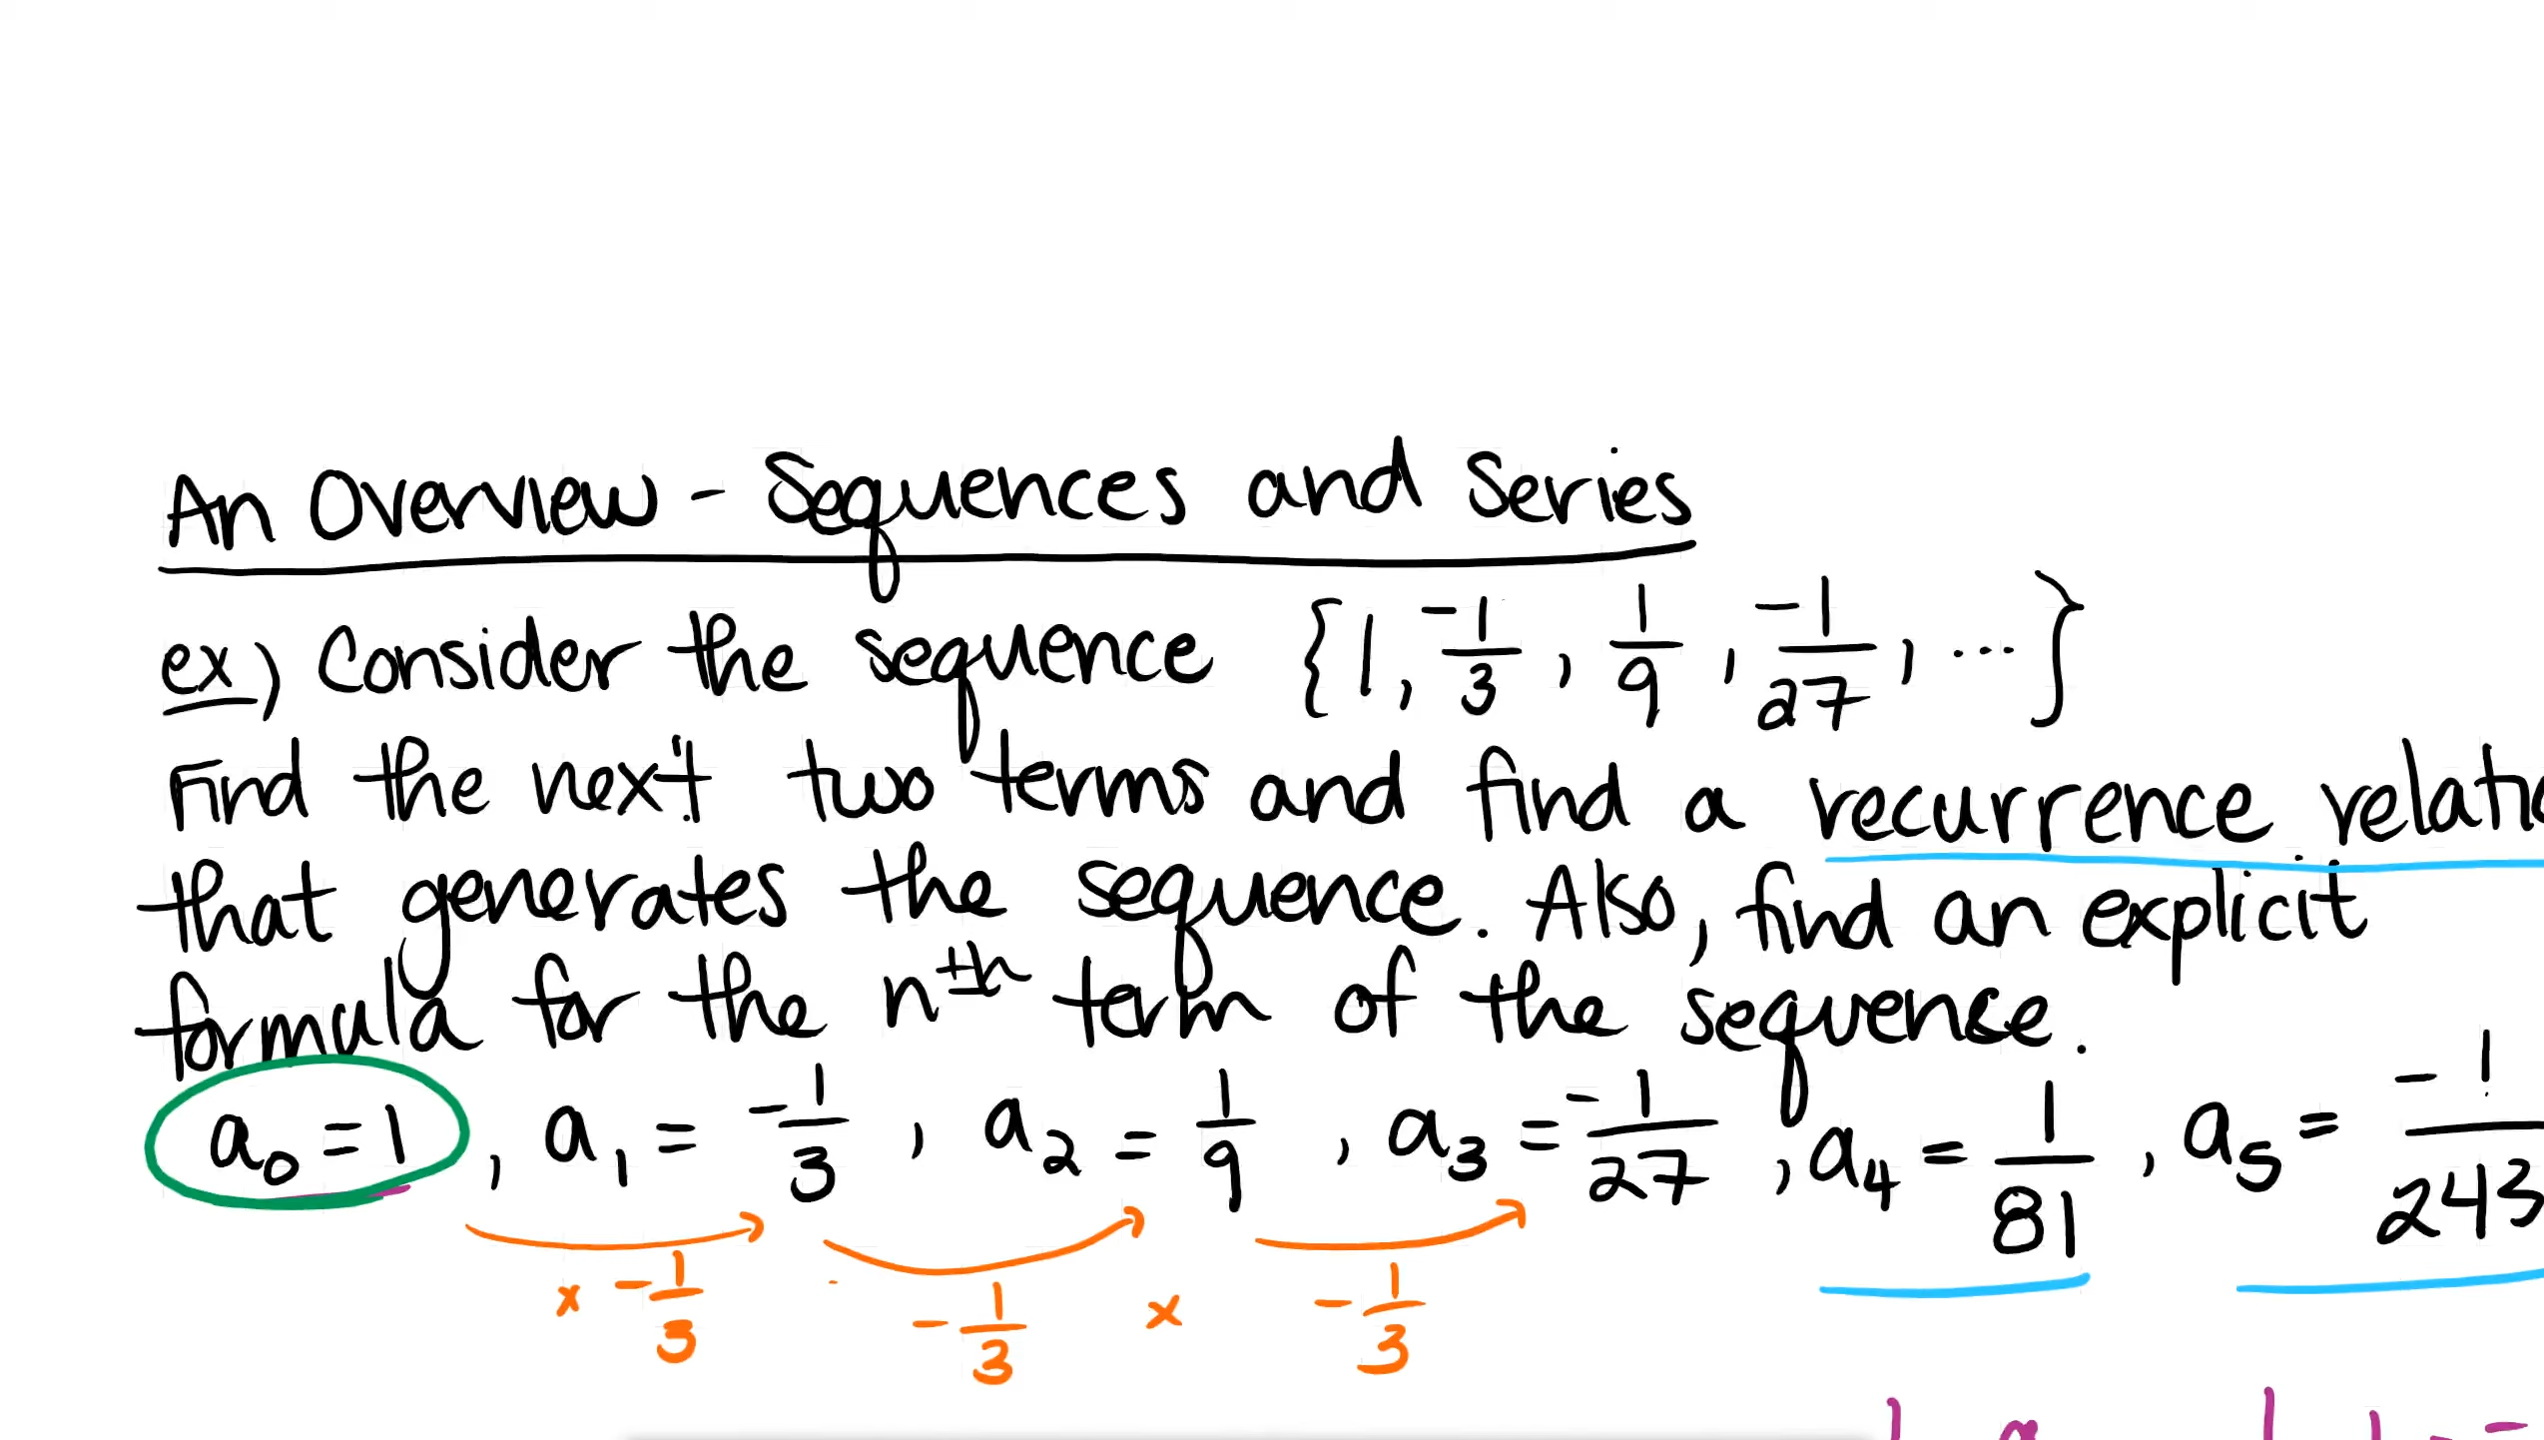 An Overview - Sequences and Series
ex) Consider the sequence {1, -1/3, 1/9, -1/27, ...}
Find the next two terms and find a recurrence relatio
that generates the sequence. Also, find an explicit
formula for the nth term of the sequence.
a₀ = 1, a₁ = -1/3, a₂ = 1/9, a₃ = -1/27, a₄ = 1/81, a₅ = -1/243
x -1/3 -1/3 x -1/3